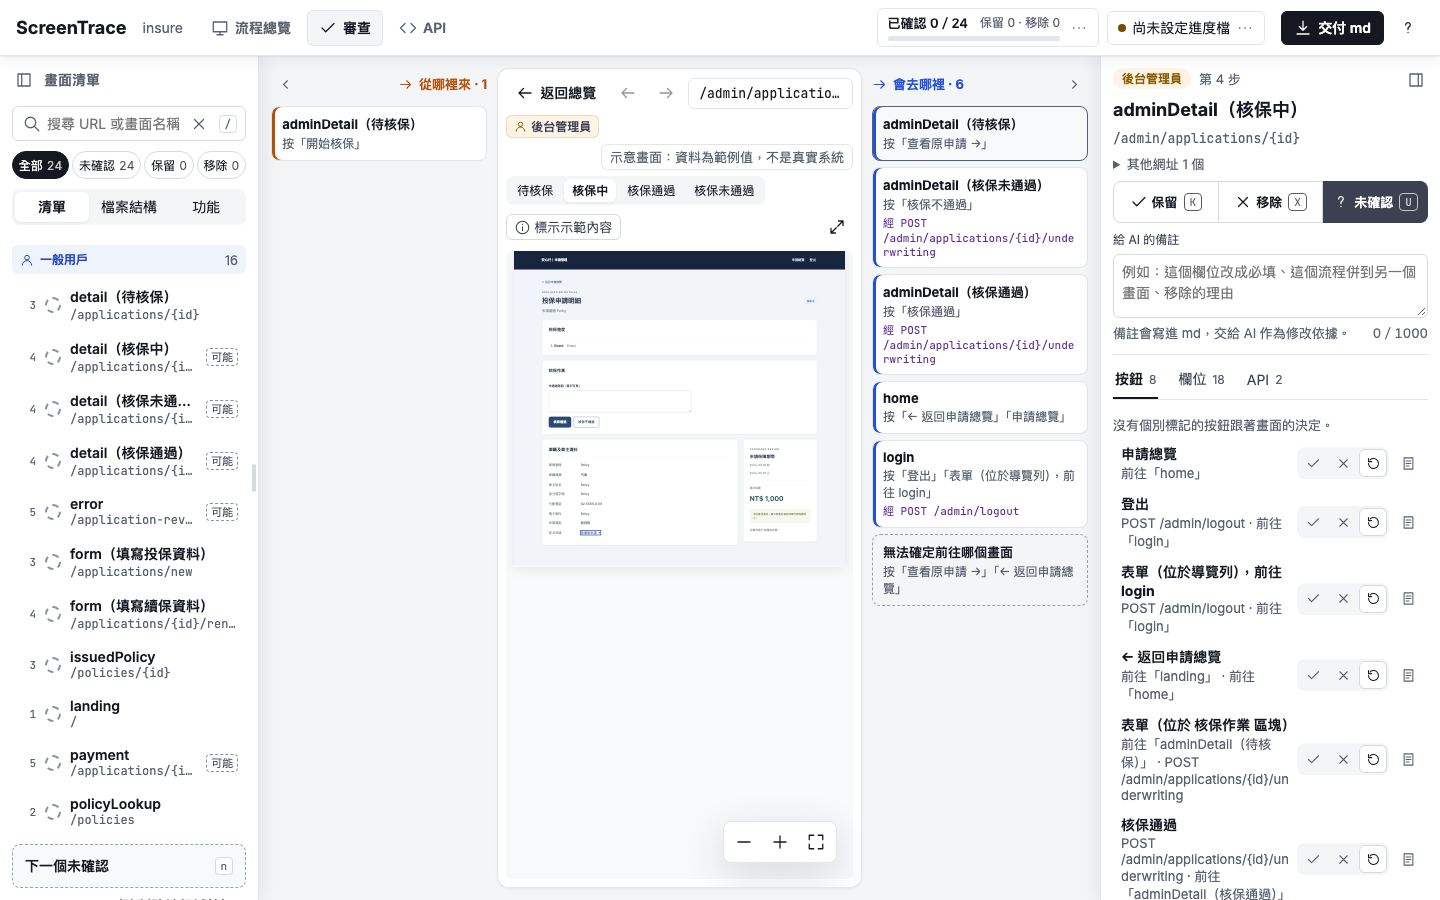 ScreenTrace insure 流程總覽 審查 API 已確認 0 / 24 保留 0 · 移除 0 ··· 尚未設定進度檔 ··· 交付 md ?
畫面清單
搜尋 URL 或畫面名稱 /
全部 24 未確認 24 保留 0 移除 0
清單 檔案結構 功能
一般用戶 16
3 detail（待核保）
/applications/{id}
4 detail（核保中） 可能
/applications/{i…
4 detail（核保未通… 可能
/applications/{i…
4 detail（核保通過） 可能
/applications/{i…
5 error 可能
/application-rev…
3 form（填寫投保資料）
/applications/new
4 form（填寫續保資料）
/applications/{id}/ren…
3 issuedPolicy
/policies/{id}
1 landing
/
5 payment 可能
/applications/{i…
2 policyLookup
/policies
下一個未確認 n
從哪裡來 · 1
adminDetail（待核保）
按「開始核保」
返回總覽 /admin/applicatio…
後台管理員
示意畫面：資料為範例值，不是真實系統
待核保 核保中 核保通過 核保未通過
標示示範內容
投保申請明細
NT$ 1,000
會去哪裡 · 6
adminDetail（待核保）
按「查看原申請 →」
adminDetail（核保未通過）
按「核保不通過」
經 POST
/admin/applications/{id}/unde
rwriting
adminDetail（核保通過）
按「核保通過」
經 POST
/admin/applications/{id}/unde
rwriting
home
按「← 返回申請總覽」「申請總覽」
login
按「登出」「表單（位於導覽列），前
往 login」
經 POST /admin/logout
無法確定前往哪個畫面
按「查看原申請 →」「← 返回申請總
覽」
後台管理員 第 4 步
adminDetail（核保中）
/admin/applications/{id}
其他網址 1 個
保留 K 移除 X ? 未確認 U
給 AI 的備註
例如：這個欄位改成必填、這個流程併到另一個
畫面、移除的理由
備註會寫進 md，交給 AI 作為修改依據。 0 / 1000
按鈕 8 欄位 18 API 2
沒有個別標記的按鈕跟著畫面的決定。
申請總覽
前往「home」
登出
POST /admin/logout · 前往
「login」
表單（位於導覽列），前往
login
POST /admin/logout · 前往
「login」
← 返回申請總覽
前往「landing」 · 前往
「home」
表單（位於 核保作業 區塊）
前往「adminDetail（待核
保）」 · POST
/admin/applications/{id}/un
derwriting
核保通過
POST
/admin/applications/{id}/un
derwriting · 前往
「adminDetail（核保通過）」